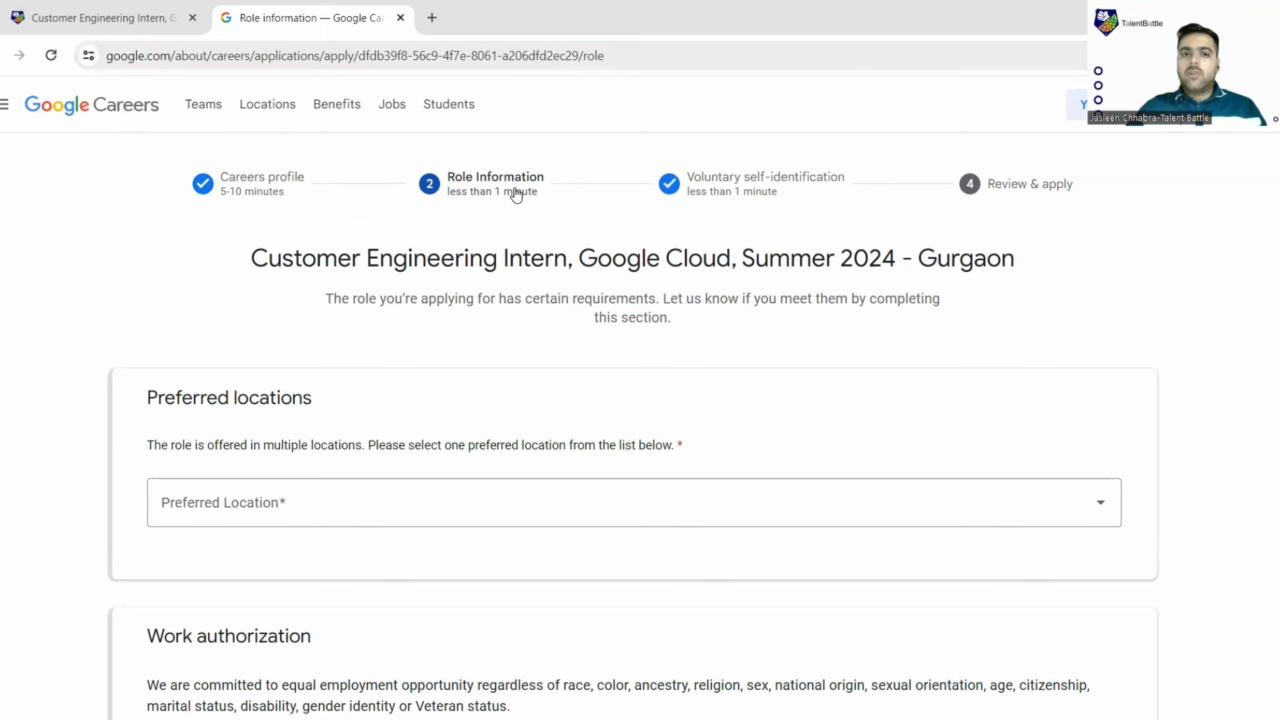 Customer Engineering Intern, G
Role information — Google Ca
TalentBattle
google.com/about/careers/applications/apply/dfdb39f8-56c9-4f7e-8061-a206dfd2ec29/role
Google Careers
Teams
Locations
Benefits
Jobs
Students
Y
Jasleen Chhabra-Talent Battle
Careers profile
5-10 minutes
2
Role Information
less than 1 minute
Voluntary self-identification
less than 1 minute
4
Review & apply
Customer Engineering Intern, Google Cloud, Summer 2024 - Gurgaon
The role you're applying for has certain requirements. Let us know if you meet them by completing
this section.
Preferred locations
The role is offered in multiple locations. Please select one preferred location from the list below. *
Preferred Location*
Work authorization
We are committed to equal employment opportunity regardless of race, color, ancestry, religion, sex, national origin, sexual orientation, age, citizenship,
marital status, disability, gender identity or Veteran status.